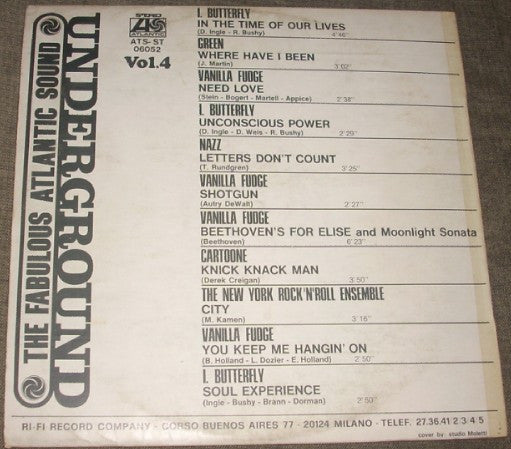 THE FABULOUS ATLANTIC SOUND
UNDERGROUND
STEREO
ATLANTIC
ATS-ST
06052
Vol.4
I. BUTTERFLY
IN THE TIME OF OUR LIVES
(D. Ingle - R. Bushy) 4'46"
GREEN
WHERE HAVE I BEEN
(J. Martin) 3'02"
VANILLA FUDGE
NEED LOVE
(Stein - Bogert - Martell - Appice) 2'38"
I. BUTTERFLY
UNCONSCIOUS POWER
(D. Ingle - D. Weis - R. Bushy) 2'29"
NAZZ
LETTERS DON'T COUNT
(T. Rundgren) 3'25"
VANILLA FUDGE
SHOTGUN
(Autry DeWalt) 2'27"
VANILLA FUDGE
BEETHOVEN'S FOR ELISE and Moonlight Sonata
(Beethoven) 6'23"
CARTOONE
KNICK KNACK MAN
(Derek Creigan) 3'50"
THE NEW YORK ROCK'N'ROLL ENSEMBLE
CITY
(M. Kamen) 3'16"
VANILLA FUDGE
YOU KEEP ME HANGIN' ON
(B. Holland - L. Dozier - E. Holland) 2'50"
I. BUTTERFLY
SOUL EXPERIENCE
(Ingle - Bushy - Brann - Dorman) 2'50"
RI-FI RECORD COMPANY - CORSO BUENOS AIRES 77 - 20124 MILANO - TELEF. 27.36.41 2 3 4 5
cover by: studio Moletti